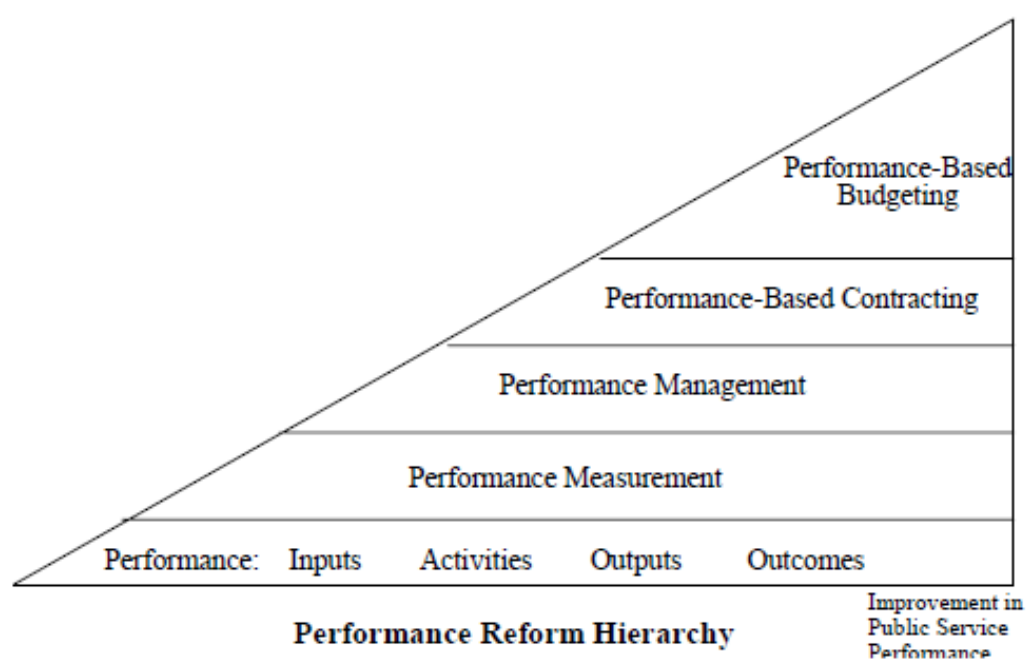 Performance-Based
Budgeting
Performance-Based Contracting
Performance Management
Performance Measurement
Performance: Inputs Activities Outputs Outcomes
Performance Reform Hierarchy
Improvement in
Public Service
Performance